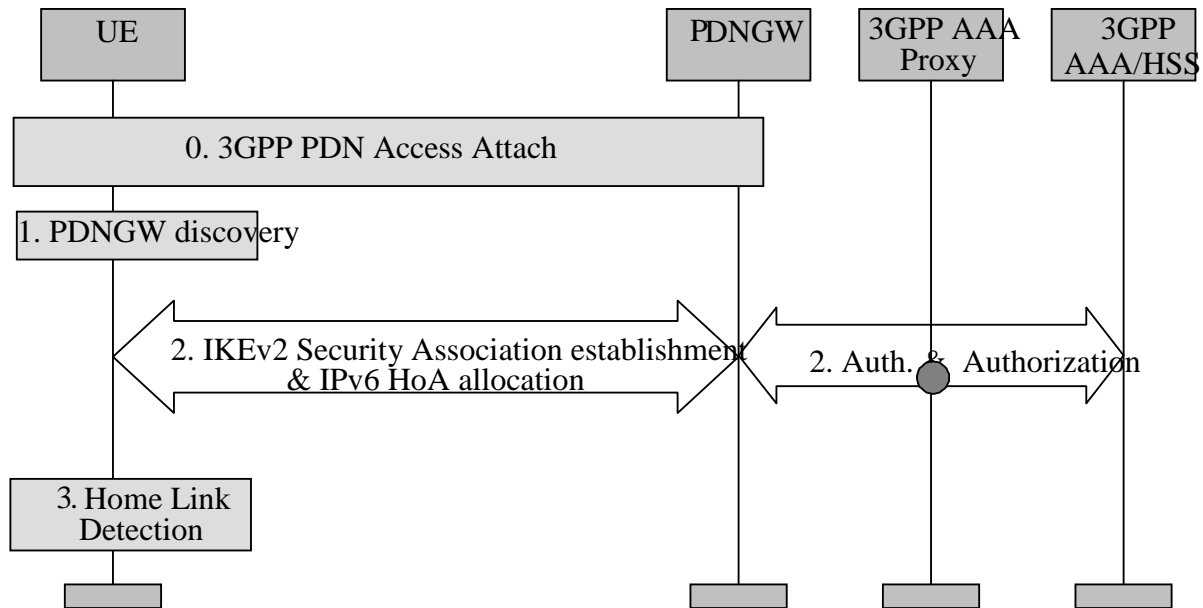 UE
PDNGW
3GPP AAA
Proxy
3GPP
AAA/HSS
0. 3GPP PDN Access Attach
1. PDNGW discovery
2. IKEv2 Security Association establishment
& IPv6 HoA allocation
2. Auth. & Authorization
3. Home Link
Detection